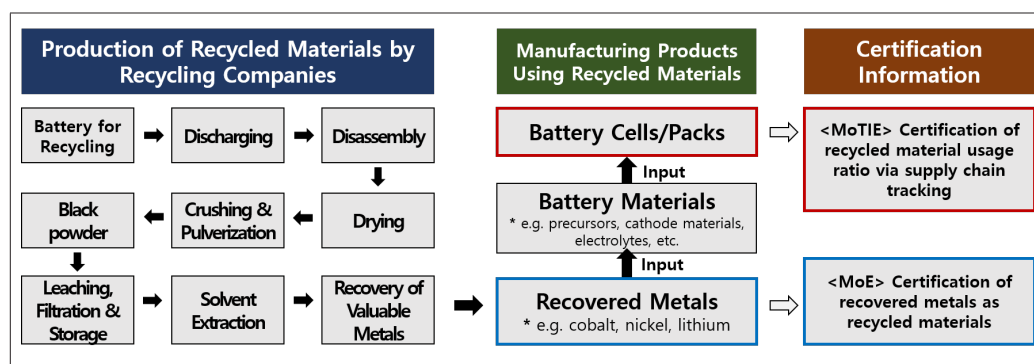 Production of Recycled Materials by
Recycling Companies
Manufacturing Products
Using Recycled Materials
Certification
Information
Battery for
Recycling
Discharging
Disassembly
Battery Cells/Packs
<MoTIE> Certification of
recycled material usage
ratio via supply chain
tracking
Input
Black
powder
Crushing &
Pulverization
Drying
Battery Materials
* e.g. precursors, cathode materials,
electrolytes, etc.
Input
Leaching,
Filtration &
Storage
Solvent
Extraction
Recovery of
Valuable
Metals
Recovered Metals
* e.g. cobalt, nickel, lithium
<MoE> Certification of
recovered metals as
recycled materials